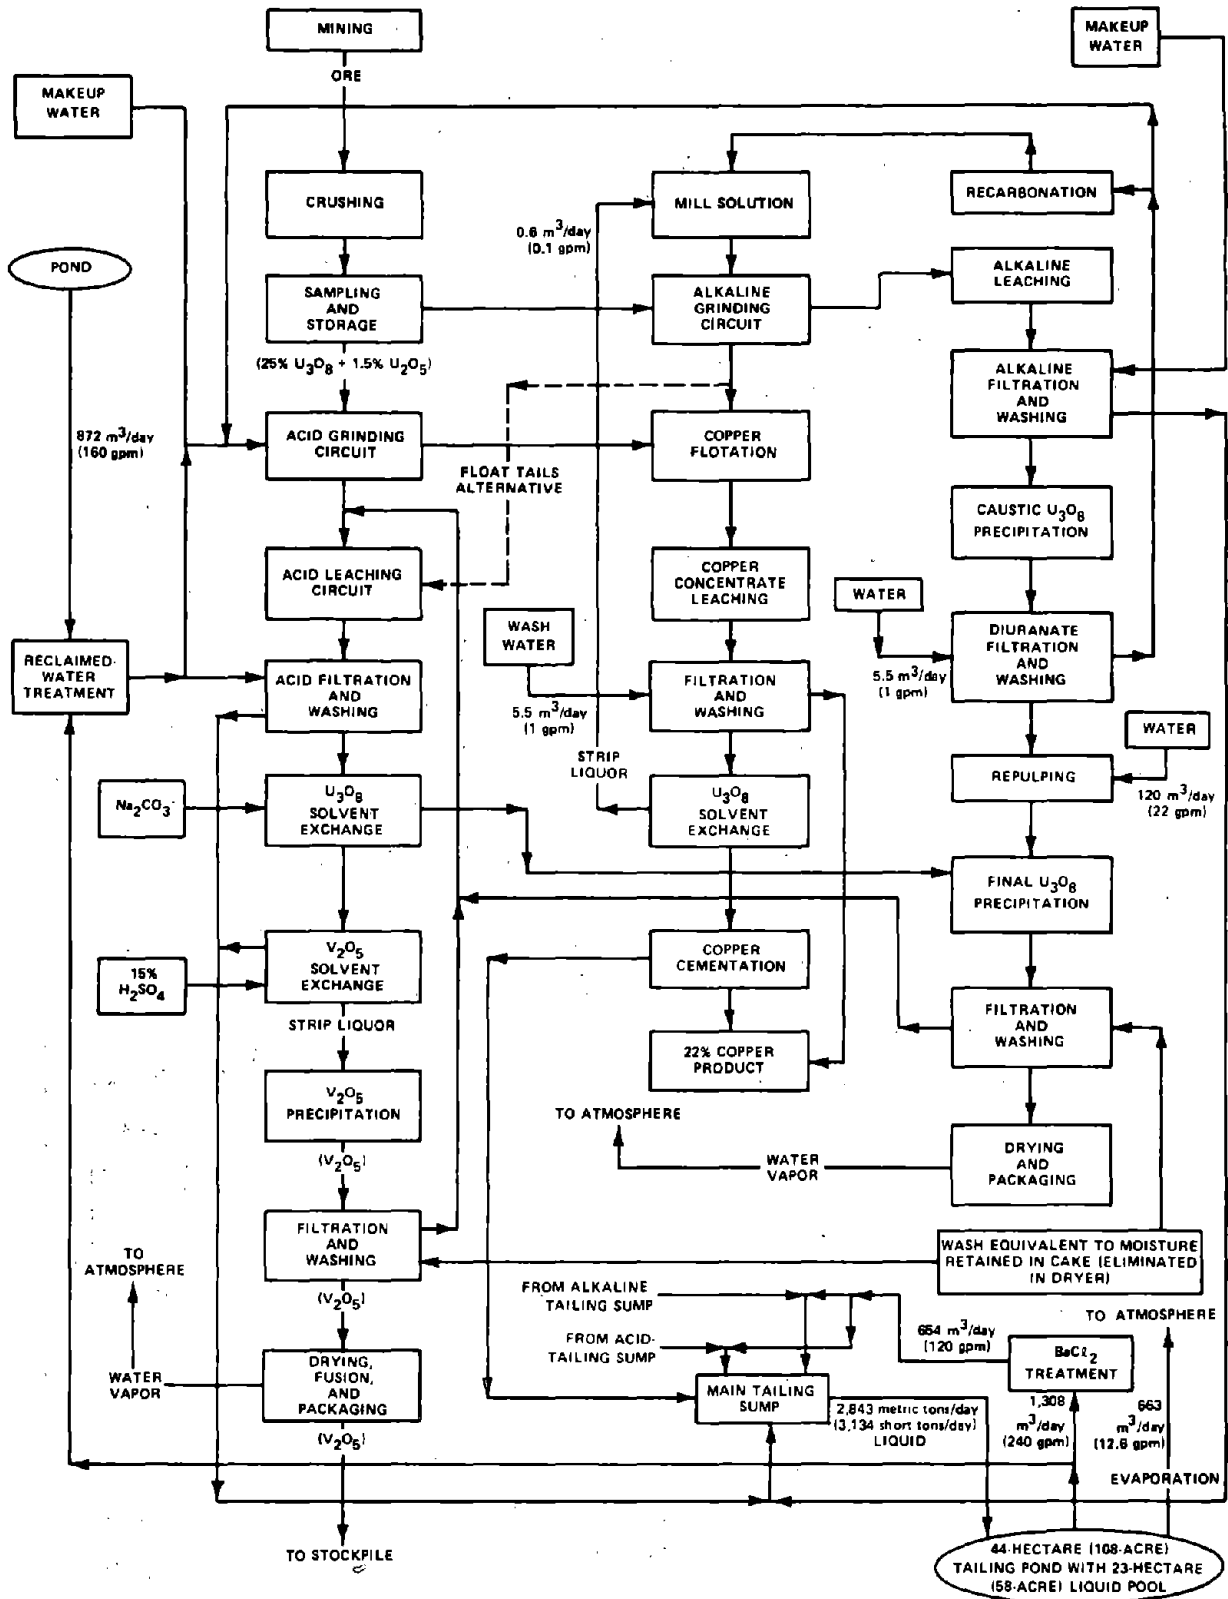 MINING
MAKEUP
WATER
ORE
MAKEUP
WATER
CRUSHING
MILL SOLUTION
RECARBONATION
0.6 m³/day
(0.1 gpm)
POND
SAMPLING
AND
STORAGE
ALKALINE
GRINDING
CIRCUIT
ALKALINE
LEACHING
(25% U₃O₈ + 1.5% U₂O₅)
ALKALINE
FILTRATION
AND
WASHING
872 m³/day
(160 gpm)
ACID GRINDING
CIRCUIT
COPPER
FLOTATION
FLOAT TAILS
ALTERNATIVE
CAUSTIC U₃O₈
PRECIPITATION
ACID LEACHING
CIRCUIT
COPPER
CONCENTRATE
LEACHING
WATER
WASH
WATER
DIURANATE
FILTRATION
AND
WASHING
5.5 m³/day
(1 gpm)
RECLAIMED-
WATER
TREATMENT
ACID FILTRATION
AND
WASHING
FILTRATION
AND
WASHING
5.5 m³/day
(1 gpm)
WATER
STRIP
LIQUOR
REPULPING
120 m³/day
(22 gpm)
Na₂CO₃
U₃O₈
SOLVENT
EXCHANGE
U₃O₈
SOLVENT
EXCHANGE
FINAL U₃O₈
PRECIPITATION
15%
H₂SO₄
V₂O₅
SOLVENT
EXCHANGE
COPPER
CEMENTATION
STRIP LIQUOR
FILTRATION
AND
WASHING
22% COPPER
PRODUCT
V₂O₅
PRECIPITATION
TO ATMOSPHERE
(V₂O₅)
WATER
VAPOR
DRYING
AND
PACKAGING
FILTRATION
AND
WASHING
WASH EQUIVALENT TO MOISTURE
RETAINED IN CAKE (ELIMINATED
IN DRYER)
TO
ATMOSPHERE
(V₂O₅)
FROM ALKALINE
TAILING SUMP
TO ATMOSPHERE
FROM ACID-
TAILING SUMP
654 m³/day
(120 gpm)
BaCℓ₂
TREATMENT
WATER
VAPOR
DRYING,
FUSION,
AND
PACKAGING
MAIN TAILING
SUMP
2,843 metric tons/day
(3,134 short tons/day)
LIQUID
1,308
m³/day
(240 gpm)
663
m³/day
(12.6 gpm)
(V₂O₅)
EVAPORATION
TO STOCKPILE
44-HECTARE (108-ACRE)
TAILING POND WITH 23-HECTARE
(58-ACRE) LIQUID POOL